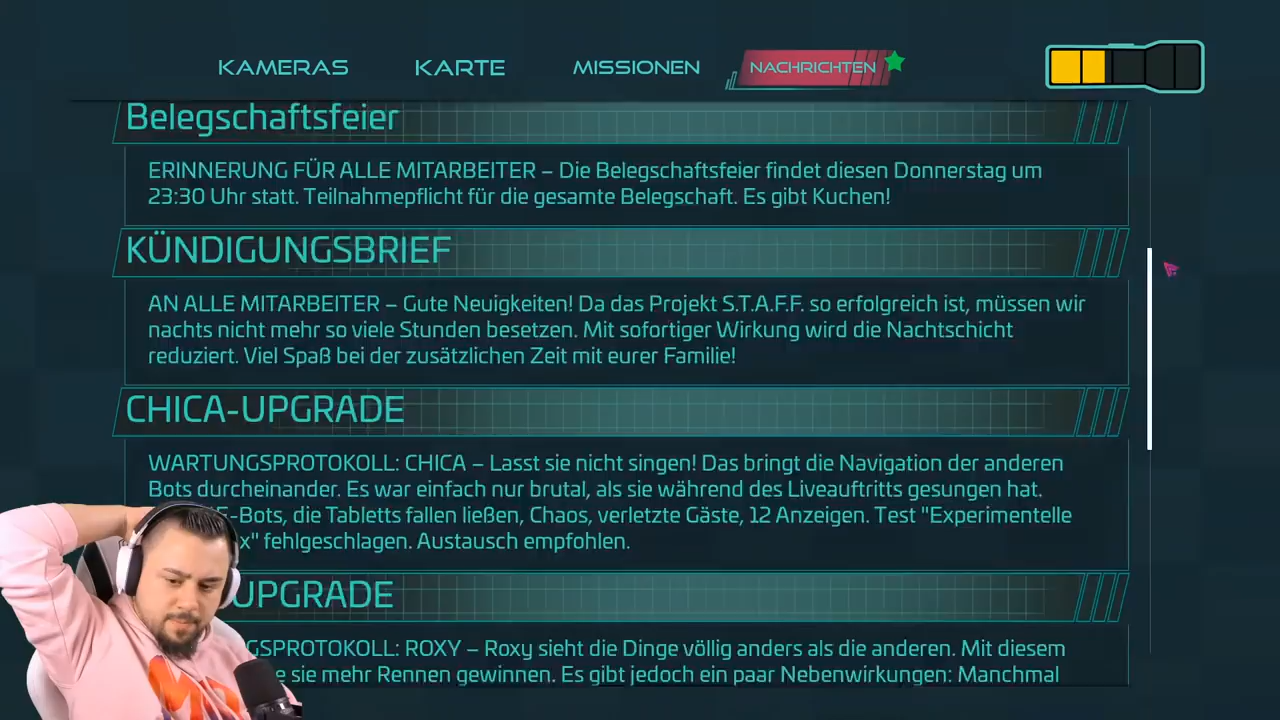 KAMERAS KARTE MISSIONEN NACHRICHTEN
Belegschaftsfeier
ERINNERUNG FÜR ALLE MITARBEITER – Die Belegschaftsfeier findet diesen Donnerstag um
23:30 Uhr statt. Teilnahmepflicht für die gesamte Belegschaft. Es gibt Kuchen!
KÜNDIGUNGSBRIEF
AN ALLE MITARBEITER – Gute Neuigkeiten! Da das Projekt S.T.A.F.F. so erfolgreich ist, müssen wir
nachts nicht mehr so viele Stunden besetzen. Mit sofortiger Wirkung wird die Nachtschicht
reduziert. Viel Spaß bei der zusätzlichen Zeit mit eurer Familie!
CHICA-UPGRADE
WARTUNGSPROTOKOLL: CHICA – Lasst sie nicht singen! Das bringt die Navigation der anderen
Bots durcheinander. Es war einfach nur brutal, als sie während des Liveauftritts gesungen hat.
-Bots, die Tabletts fallen ließen, Chaos, verletzte Gäste, 12 Anzeigen. Test "Experimentelle
x" fehlgeschlagen. Austausch empfohlen.
UPGRADE
GSPROTOKOLL: ROXY – Roxy sieht die Dinge völlig anders als die anderen. Mit diesem
e sie mehr Rennen gewinnen. Es gibt jedoch ein paar Nebenwirkungen: Manchmal